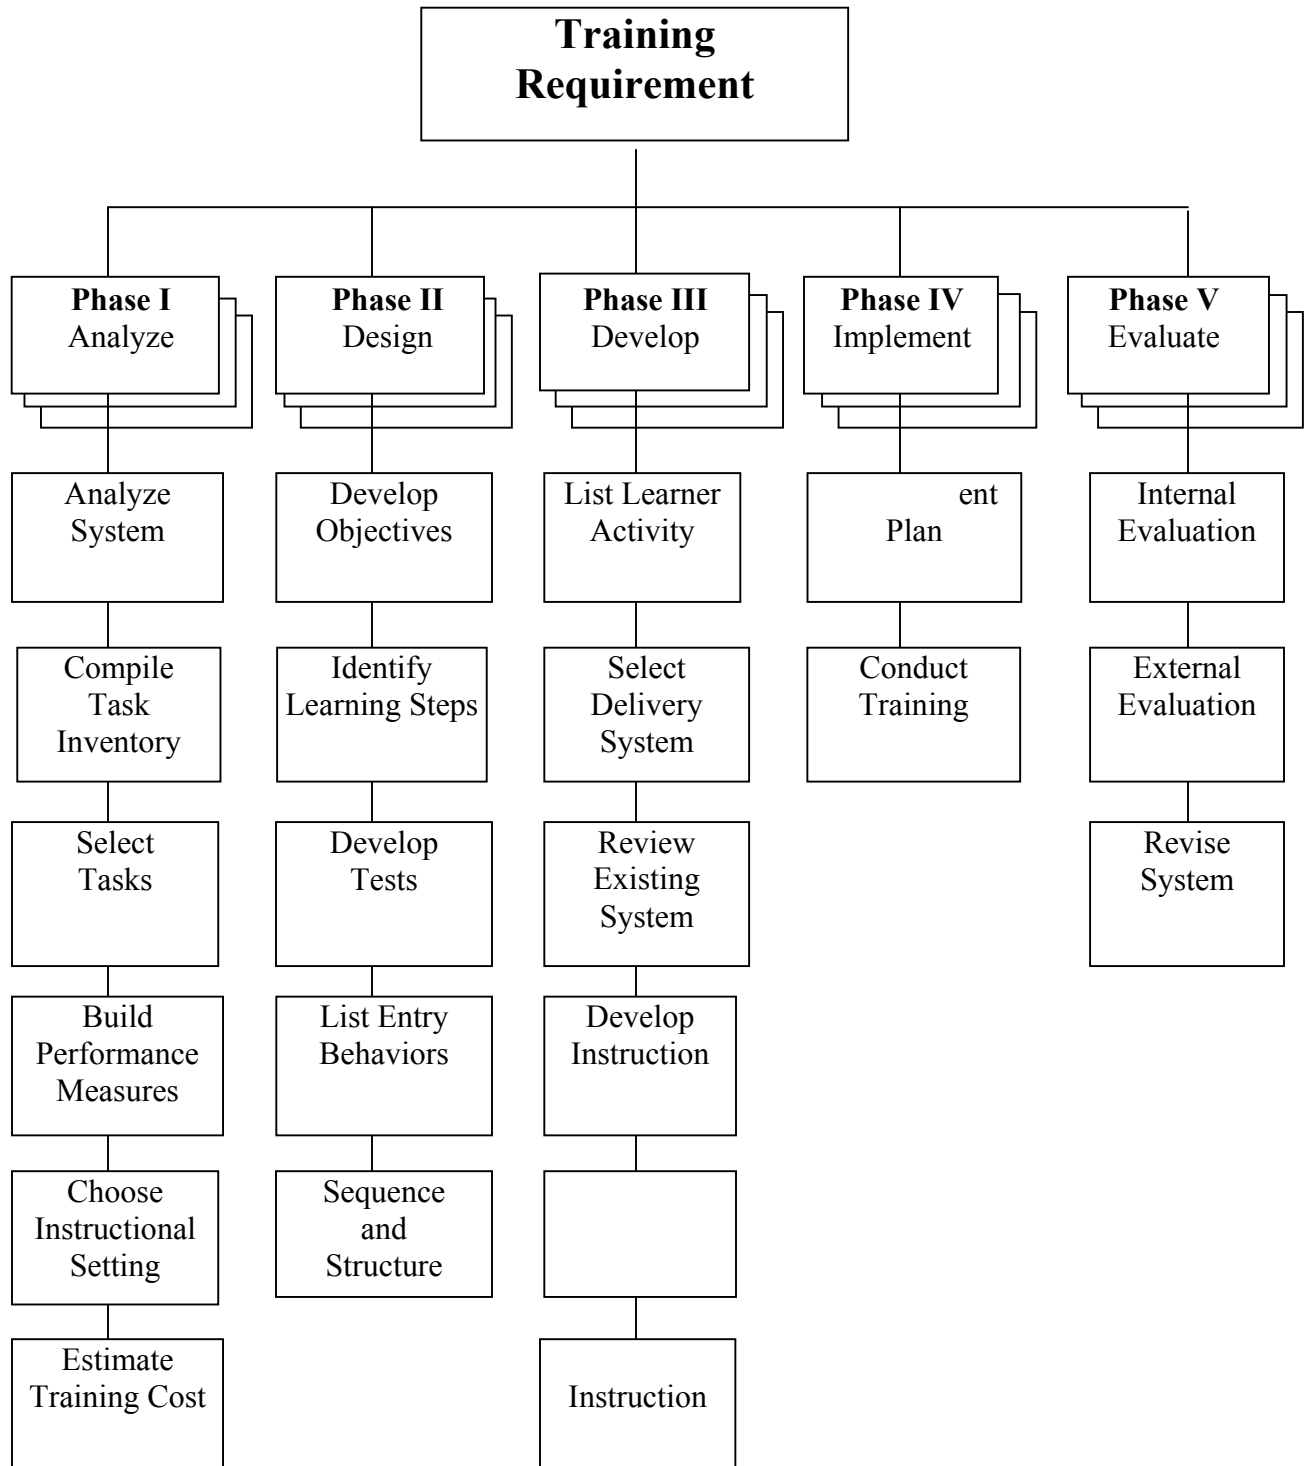 Training
Requirement
Phase I
Analyze
Analyze
System
Compile
Task
Inventory
Select
Tasks
Build
Performance
Measures
Choose
Instructional
Setting
Estimate
Training Cost
Phase II
Design
Develop
Objectives
Identify
Learning Steps
Develop
Tests
List Entry
Behaviors
Sequence
and
Structure
Phase III
Develop
List Learner
Activity
Select
Delivery
System
Review
Existing
System
Develop
Instruction
Instruction
Phase IV
Implement
ent
Plan
Conduct
Training
Phase V
Evaluate
Internal
Evaluation
External
Evaluation
Revise
System